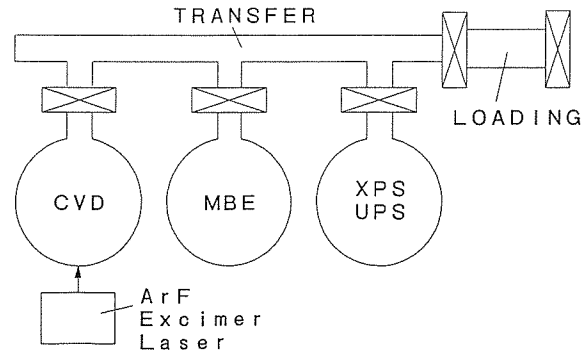 TRANSFER
LOADING
CVD
MBE
XPS
UPS
ArF
Excimer
Laser